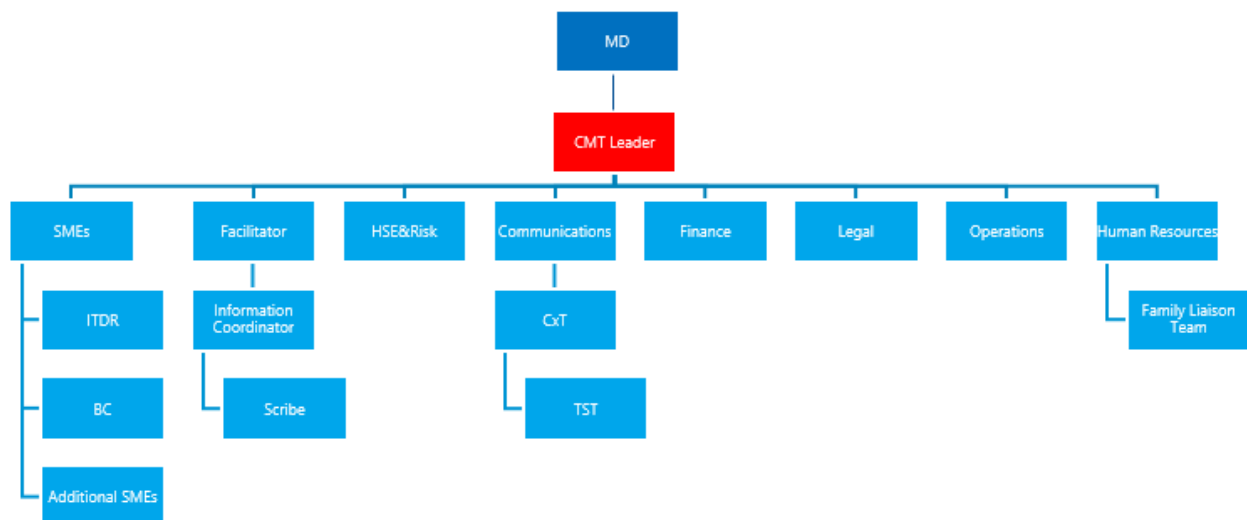 MD
CMT Leader
SMEs
Facilitator
HSE&Risk
Communications
Finance
Legal
Operations
Human Resources
ITDR
Information
Coordinator
CxT
Family Liaison
Team
BC
Scribe
TST
Additional SMEs